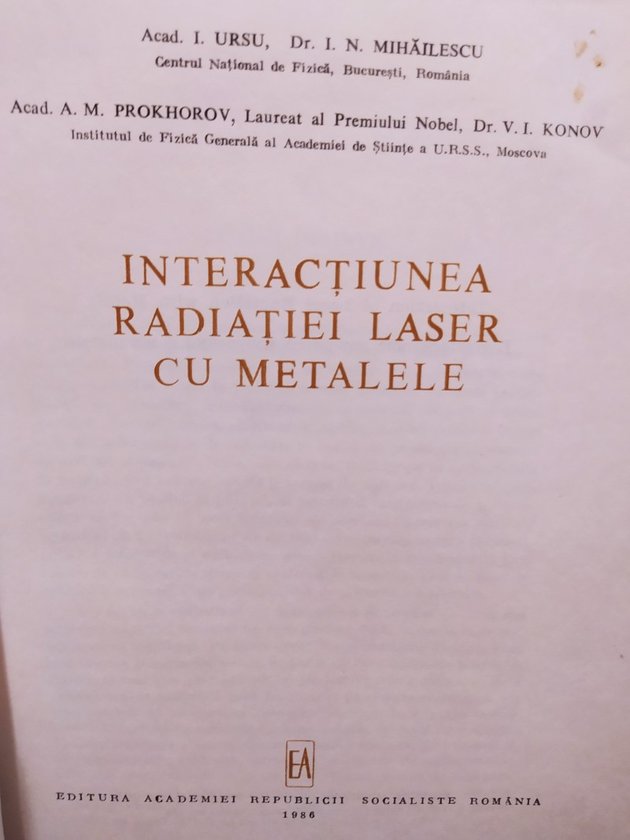 Acad. I. URSU, Dr. I. N. MIHĂILESCU
Centrul Național de Fizică, București, România
Acad. A. M. PROKHOROV, Laureat al Premiului Nobel, Dr. V. I. KONOV
Institutul de Fizică Generală al Academiei de Științe a U.R.S.S., Moscova
INTERACȚIUNEA
RADIAȚIEI LASER
CU METALELE
EA
EDITURA ACADEMIEI REPUBLICII SOCIALISTE ROMÂNIA
1986